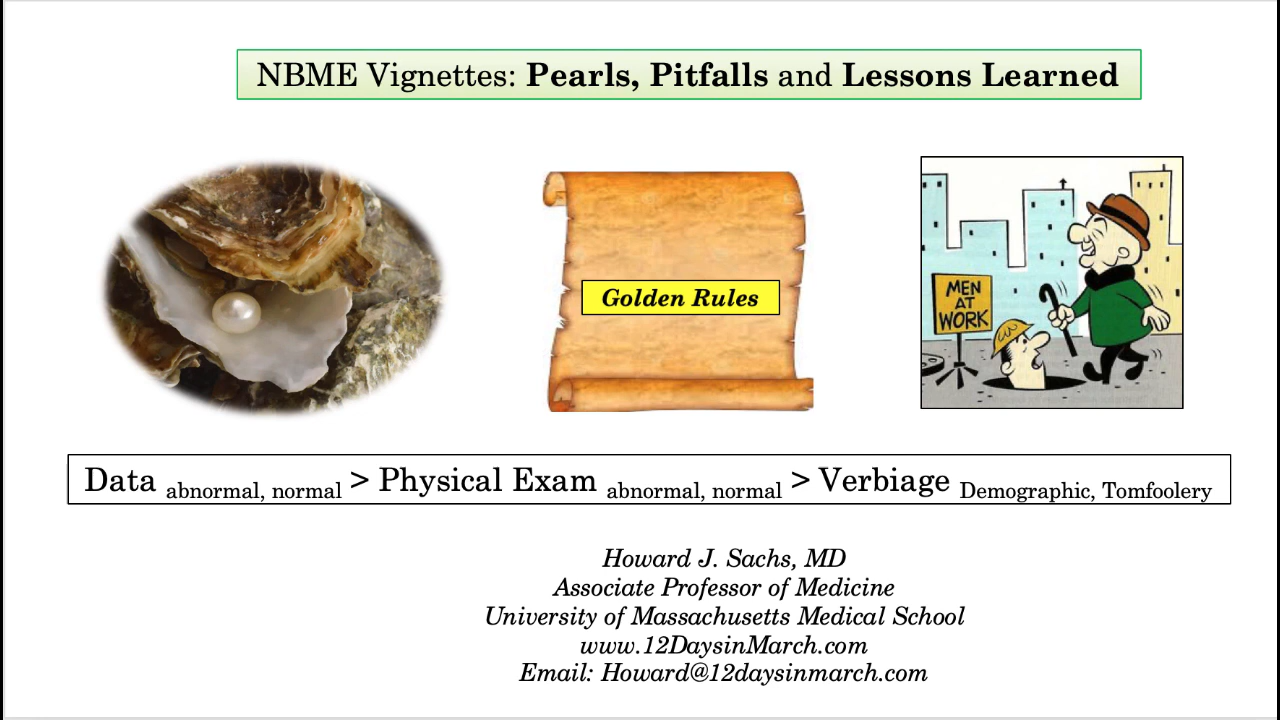 NBME Vignettes: Pearls, Pitfalls and Lessons Learned
Golden Rules
MEN
AT
WORK
Data abnormal, normal > Physical Exam abnormal, normal > Verbiage Demographic, Tomfoolery
Howard J. Sachs, MD
Associate Professor of Medicine
University of Massachusetts Medical School
www.12DaysinMarch.com
Email: Howard@12daysinmarch.com